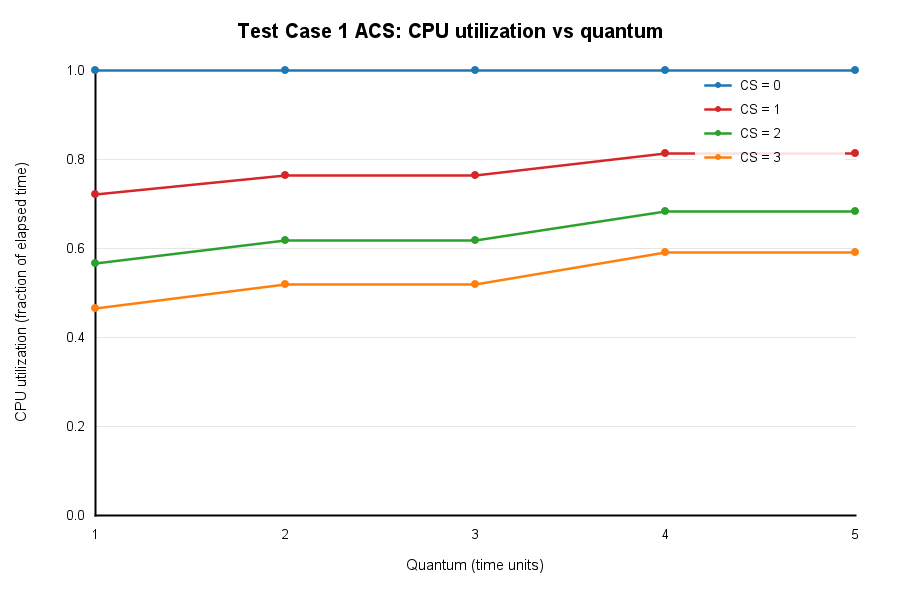 Test Case 1 ACS: CPU utilization vs quantum
1.0
0.8
0.6
0.4
0.2
0.0
CPU utilization (fraction of elapsed time)
CS = 0
CS = 1
CS = 2
CS = 3
1 2 3 4 5
Quantum (time units)